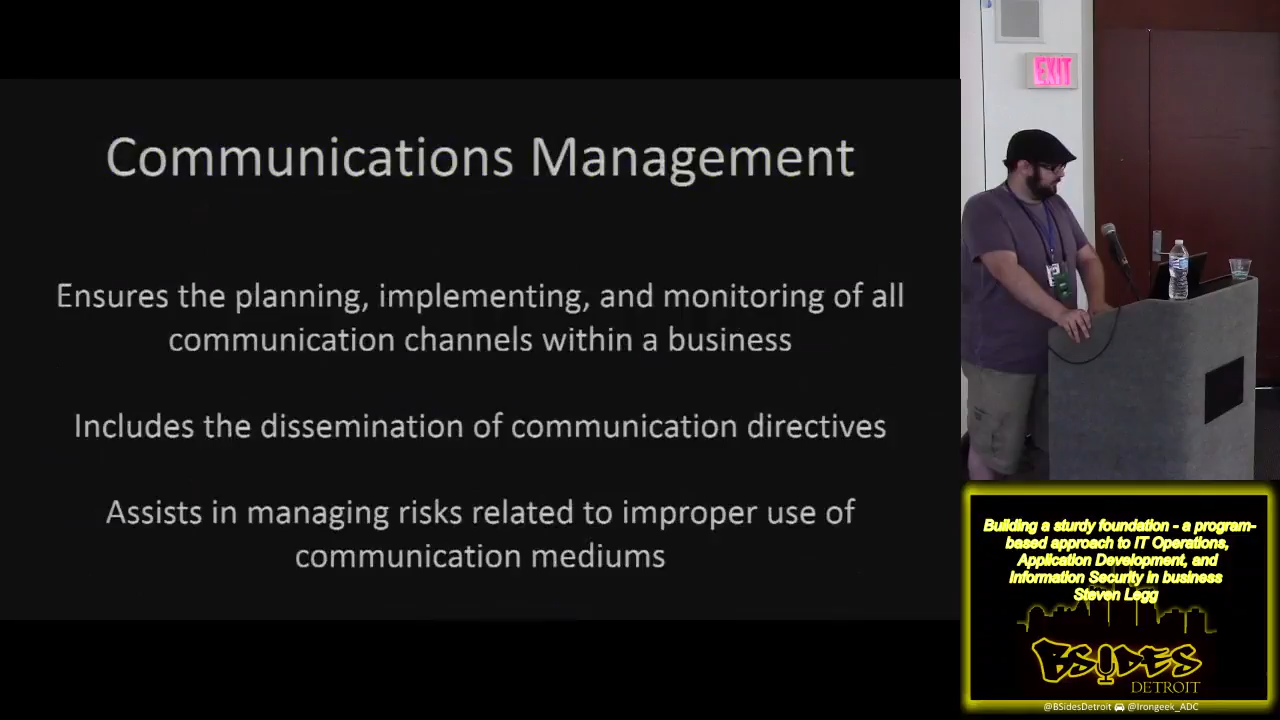 Communications Management
Ensures the planning, implementing, and monitoring of all
communication channels within a business
Includes the dissemination of communication directives
Assists in managing risks related to improper use of
communication mediums
EXIT
Building a sturdy foundation - a program-
based approach to IT Operations,
Application Development, and
Information Security in business
Steven Legg
BSIDES
DETROIT
@BSidesDetroit @Irongeek_ADC